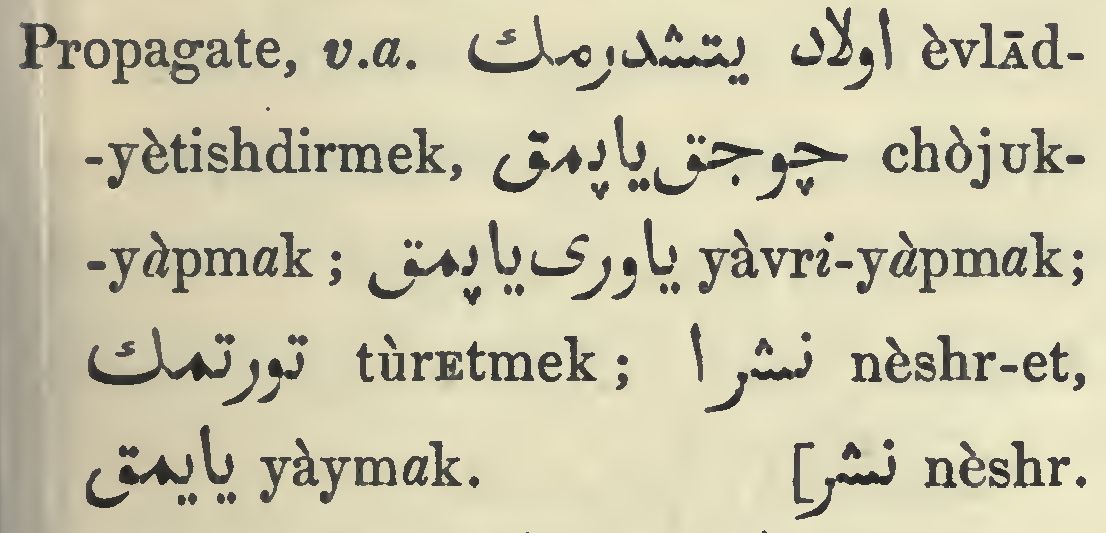 Propagate, v.a. اولاد يتشدرمك èvlād-
-yètishdirmek, چوجق ياپمق chòjuk-
-yàpmak ; ياورى ياپمق yàvri-yàpmak;
تورتمك tùrᴇtmek ; نشر ا nèshr-et,
يايمق yàymak. [نشر nèshr.